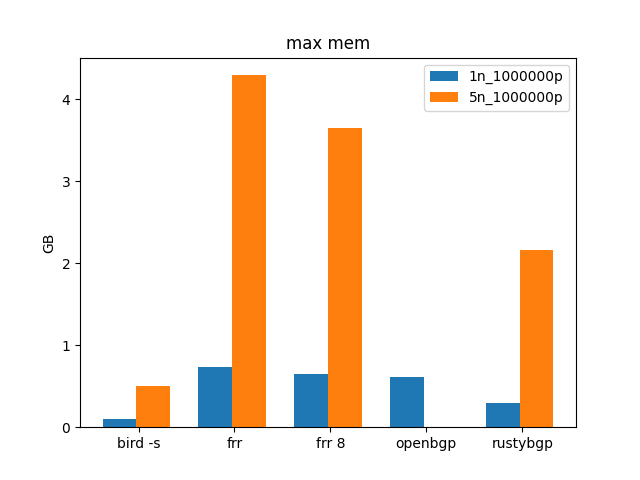 max mem
1n_1000000p
5n_1000000p
GB
4
3
2
1
0
bird -s
frr
frr 8
openbgp
rustybgp